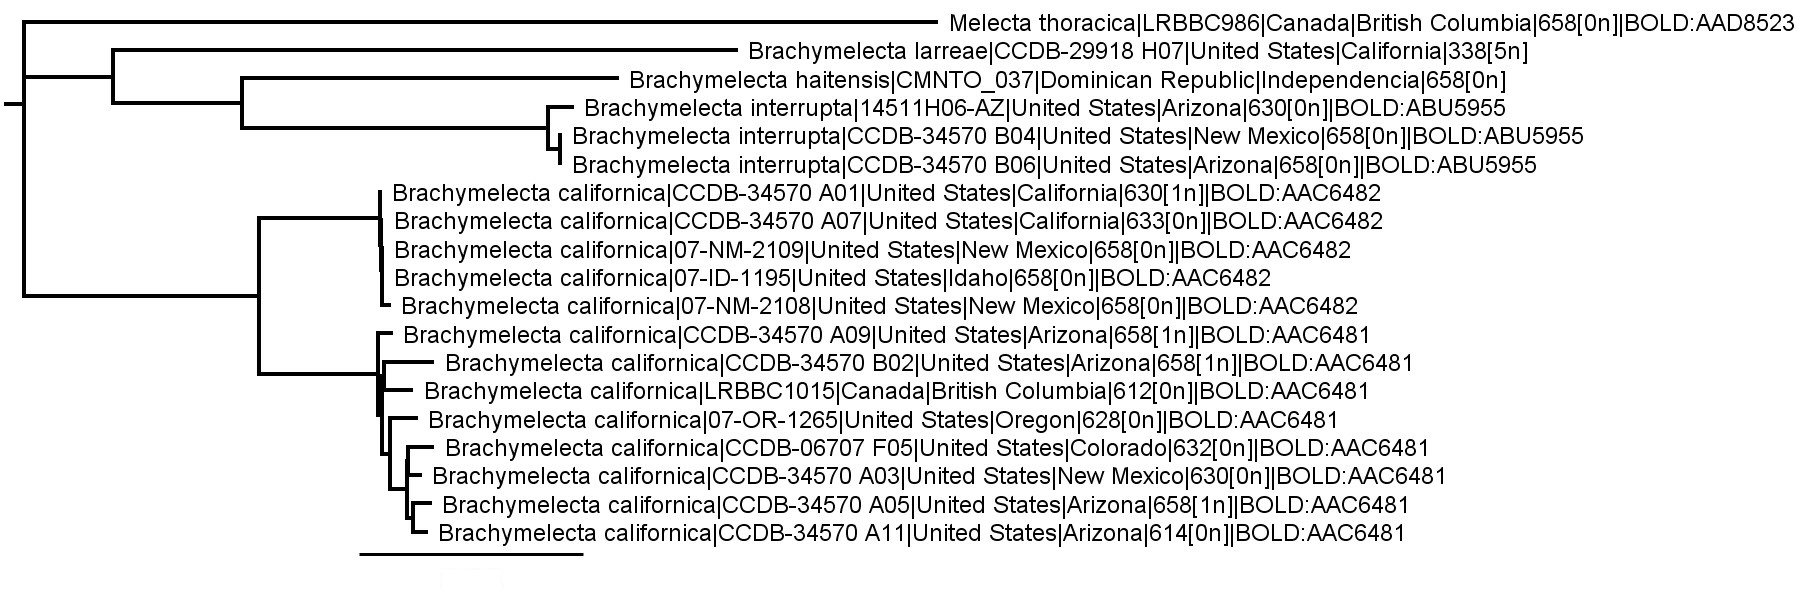 Melecta thoracica|LRBBC986|Canada|British Columbia|658[0n]|BOLD:AAD8523
Brachymelecta larreae|CCDB-29918 H07|United States|California|338[5n]
Brachymelecta haitensis|CMNTO_037|Dominican Republic|Independencia|658[0n]
Brachymelecta interrupta|14511H06-AZ|United States|Arizona|630[0n]|BOLD:ABU5955
Brachymelecta interrupta|CCDB-34570 B04|United States|New Mexico|658[0n]|BOLD:ABU5955
Brachymelecta interrupta|CCDB-34570 B06|United States|Arizona|658[0n]|BOLD:ABU5955
Brachymelecta californica|CCDB-34570 A01|United States|California|630[1n]|BOLD:AAC6482
Brachymelecta californica|CCDB-34570 A07|United States|California|633[0n]|BOLD:AAC6482
Brachymelecta californica|07-NM-2109|United States|New Mexico|658[0n]|BOLD:AAC6482
Brachymelecta californica|07-ID-1195|United States|Idaho|658[0n]|BOLD:AAC6482
Brachymelecta californica|07-NM-2108|United States|New Mexico|658[0n]|BOLD:AAC6482
Brachymelecta californica|CCDB-34570 A09|United States|Arizona|658[1n]|BOLD:AAC6481
Brachymelecta californica|CCDB-34570 B02|United States|Arizona|658[1n]|BOLD:AAC6481
Brachymelecta californica|LRBBC1015|Canada|British Columbia|612[0n]|BOLD:AAC6481
Brachymelecta californica|07-OR-1265|United States|Oregon|628[0n]|BOLD:AAC6481
Brachymelecta californica|CCDB-06707 F05|United States|Colorado|632[0n]|BOLD:AAC6481
Brachymelecta californica|CCDB-34570 A03|United States|New Mexico|630[0n]|BOLD:AAC6481
Brachymelecta californica|CCDB-34570 A05|United States|Arizona|658[1n]|BOLD:AAC6481
Brachymelecta californica|CCDB-34570 A11|United States|Arizona|614[0n]|BOLD:AAC6481